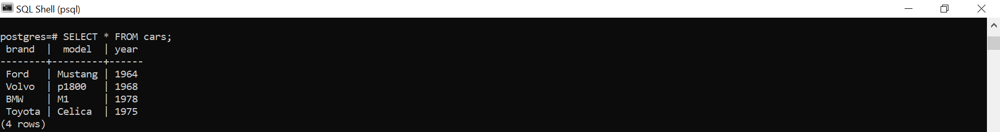 SQL Shell (psql)
postgres=# SELECT * FROM cars;
 brand  |  model  | year
--------+---------+------
 Ford   | Mustang | 1964
 Volvo  | p1800   | 1968
 BMW    | M1      | 1978
 Toyota | Celica  | 1975
(4 rows)